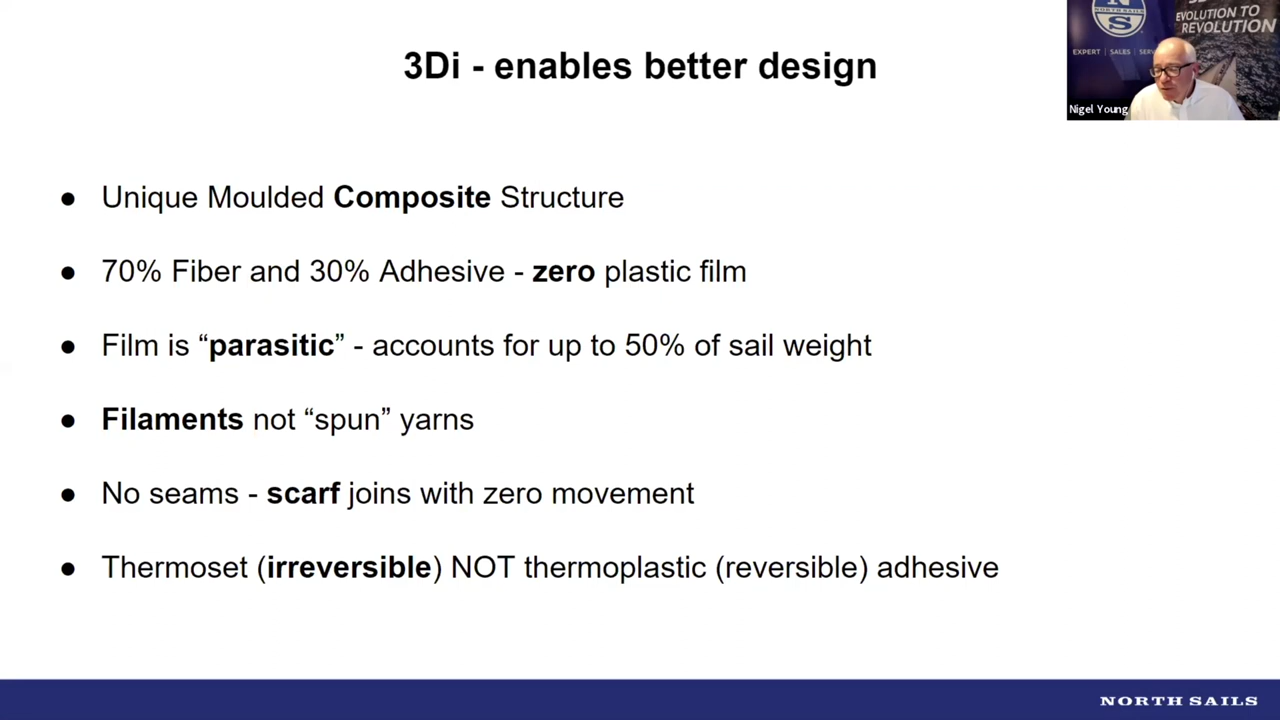 3Di - enables better design
N
S
EXPERT | SALES |
EVOLUTION TO
REVOLUTION
Nigel Young
● Unique Moulded Composite Structure
● 70% Fiber and 30% Adhesive - zero plastic film
● Film is “parasitic” - accounts for up to 50% of sail weight
● Filaments not “spun” yarns
● No seams - scarf joins with zero movement
● Thermoset (irreversible) NOT thermoplastic (reversible) adhesive
NORTH SAILS